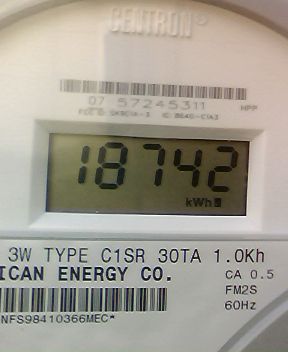 CENTRON®
07 57245311
HPP
18742
kWh
3W TYPE C1SR 30TA 1.0Kh
ICAN ENERGY CO.
CA 0.5
FM2S
60Hz
NFS98410366MEC*